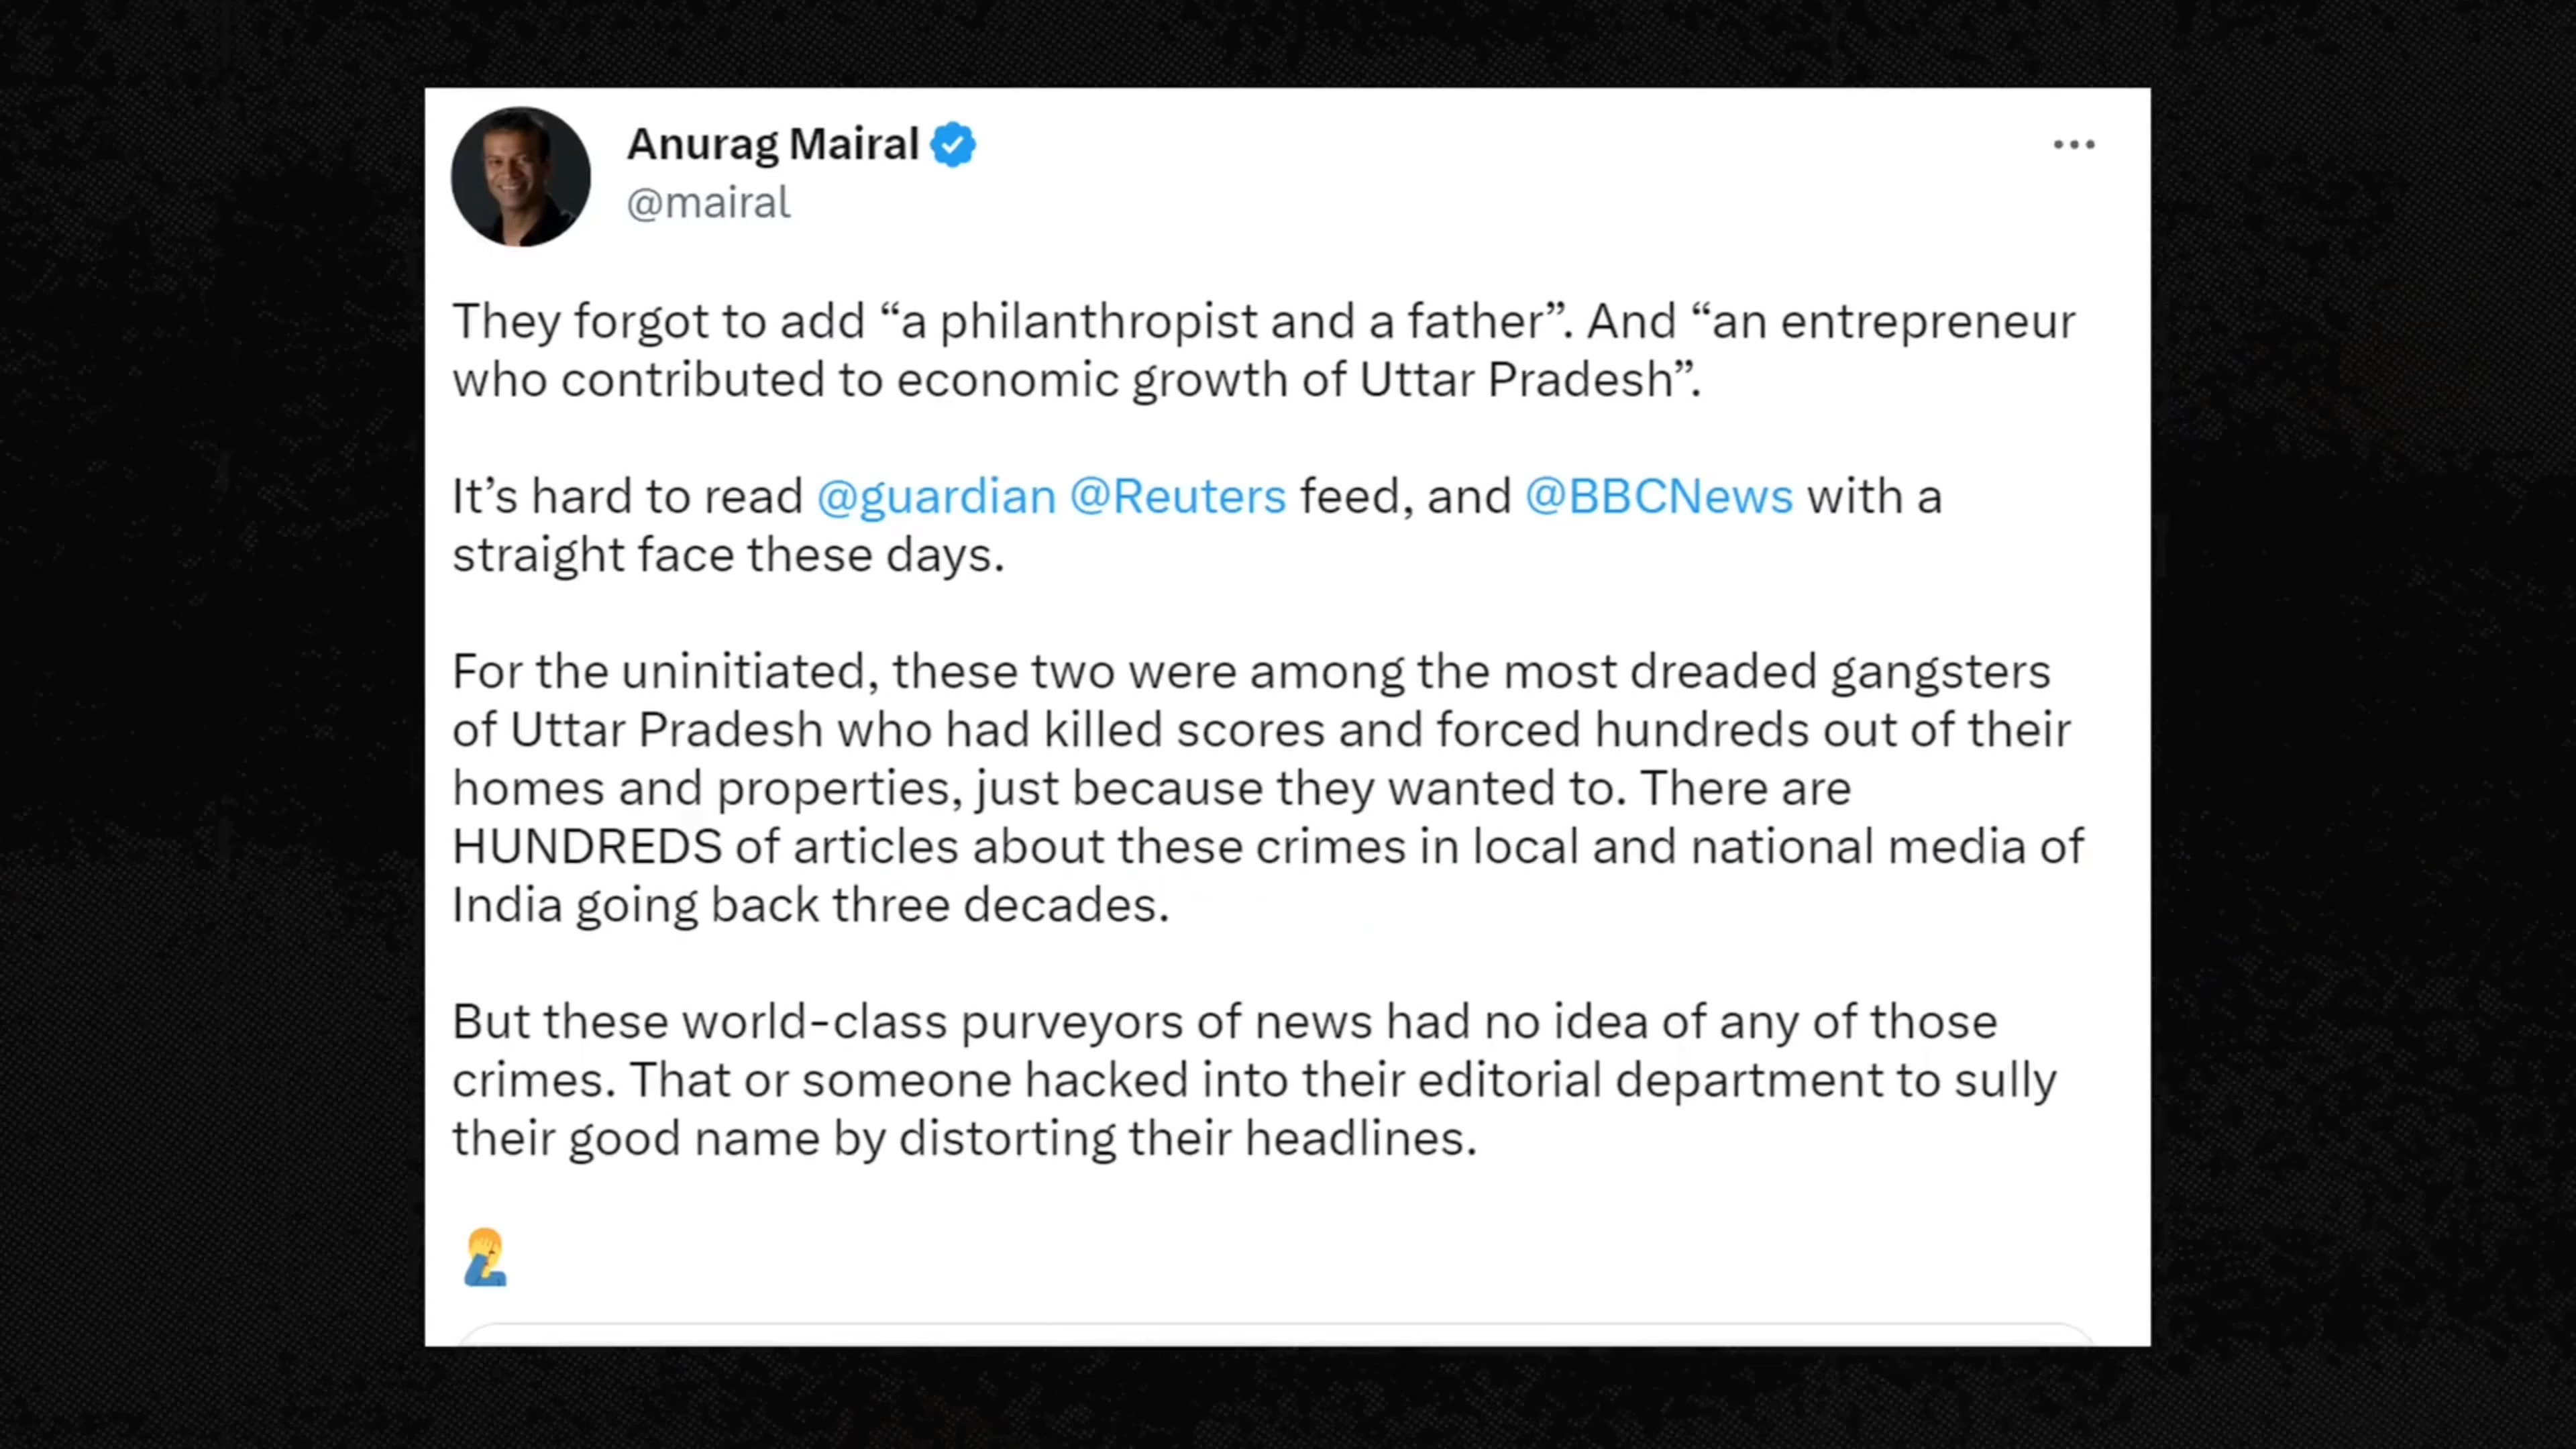 Anurag Mairal
@mairal
They forgot to add “a philanthropist and a father”. And “an entrepreneur
who contributed to economic growth of Uttar Pradesh”.
It’s hard to read @guardian @Reuters feed, and @BBCNews with a
straight face these days.
For the uninitiated, these two were among the most dreaded gangsters
of Uttar Pradesh who had killed scores and forced hundreds out of their
homes and properties, just because they wanted to. There are
HUNDREDS of articles about these crimes in local and national media of
India going back three decades.
But these world-class purveyors of news had no idea of any of those
crimes. That or someone hacked into their editorial department to sully
their good name by distorting their headlines.